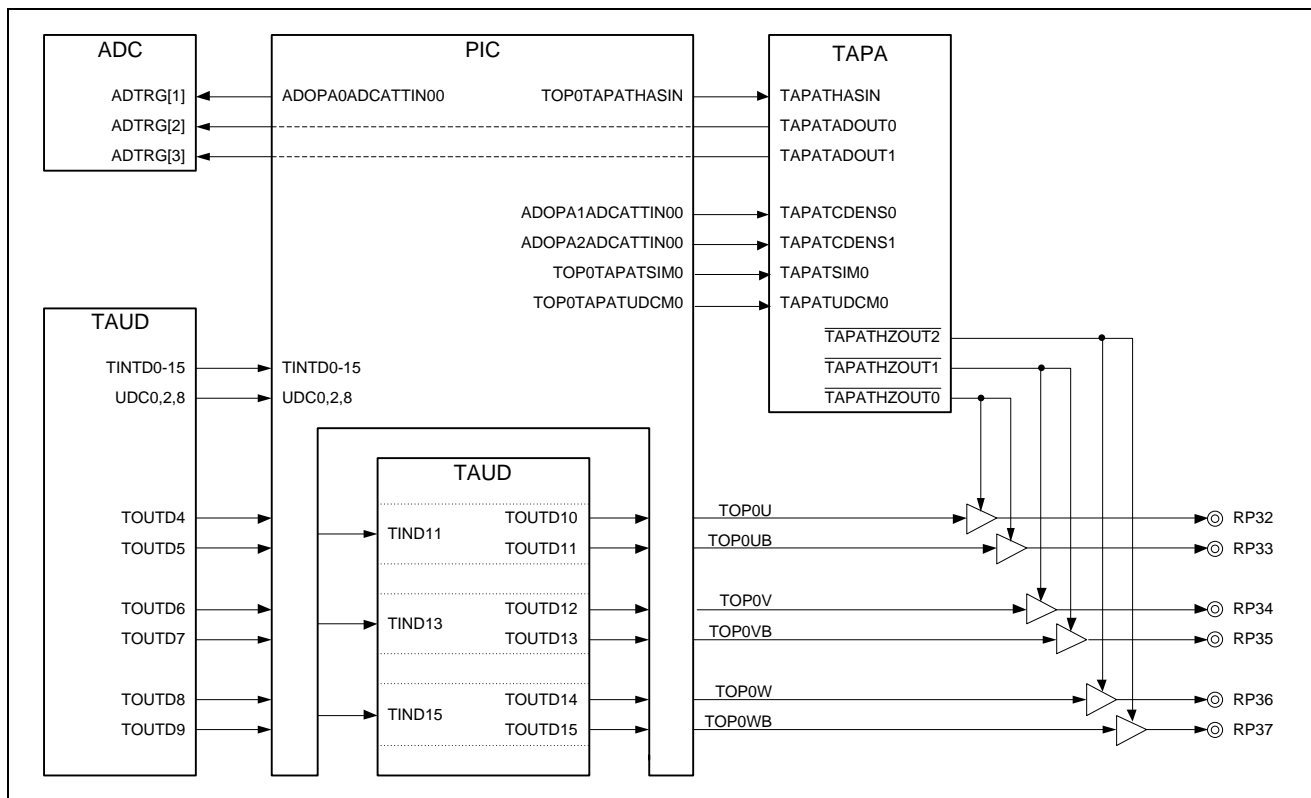 ADC PIC TAPA
ADTRG[1] ADOPA0ADCATTIN00 TOP0TAPATHASIN TAPATHASIN
ADTRG[2] TAPATADOUT0
ADTRG[3] TAPATADOUT1
ADOPA1ADCATTIN00 TAPATCDENS0
ADOPA2ADCATTIN00 TAPATCDENS1
TOP0TAPATSIM0 TAPATSIM0
TOP0TAPATUDCM0 TAPATUDCM0
TAUD
TAPATHZOUT2
TINTD0-15 TINTD0-15 TAPATHZOUT1
UDC0,2,8 UDC0,2,8 TAPATHZOUT0
TAUD
TOUTD4 TOUTD10 TOP0U RP32
TIND11
TOUTD5 TOUTD11 TOP0UB RP33
TOUTD6 TOUTD12 TOP0V RP34
TIND13
TOUTD7 TOUTD13 TOP0VB RP35
TOUTD8 TOUTD14 TOP0W RP36
TIND15
TOUTD9 TOUTD15 TOP0WB RP37